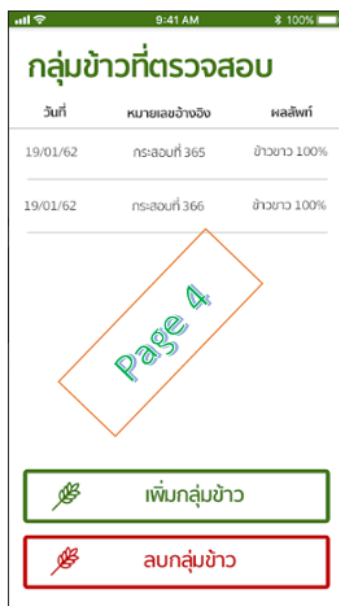 9:41 AM 100%
กลุ่มข้าวที่ตรวจสอบ
วันที่ หมายเลขอ้างอิง ผลลัพท์
19/01/62 กระสอบที่ 365 ข้าวขาว 100%
19/01/62 กระสอบที่ 366 ข้าวขาว 100%
Page 4
เพิ่มกลุ่มข้าว
ลบกลุ่มข้าว